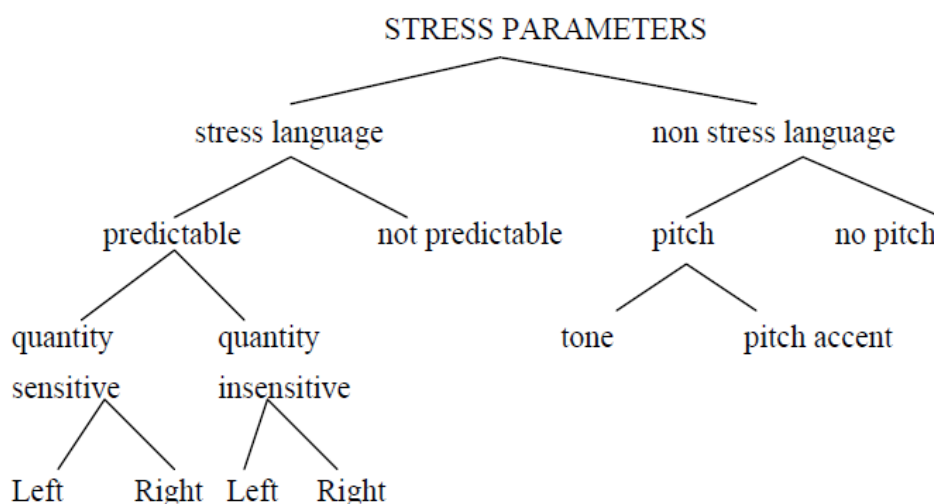 STRESS PARAMETERS
stress language non stress language
predictable not predictable pitch no pitch
quantity quantity tone pitch accent
sensitive insensitive
Left Right Left Right